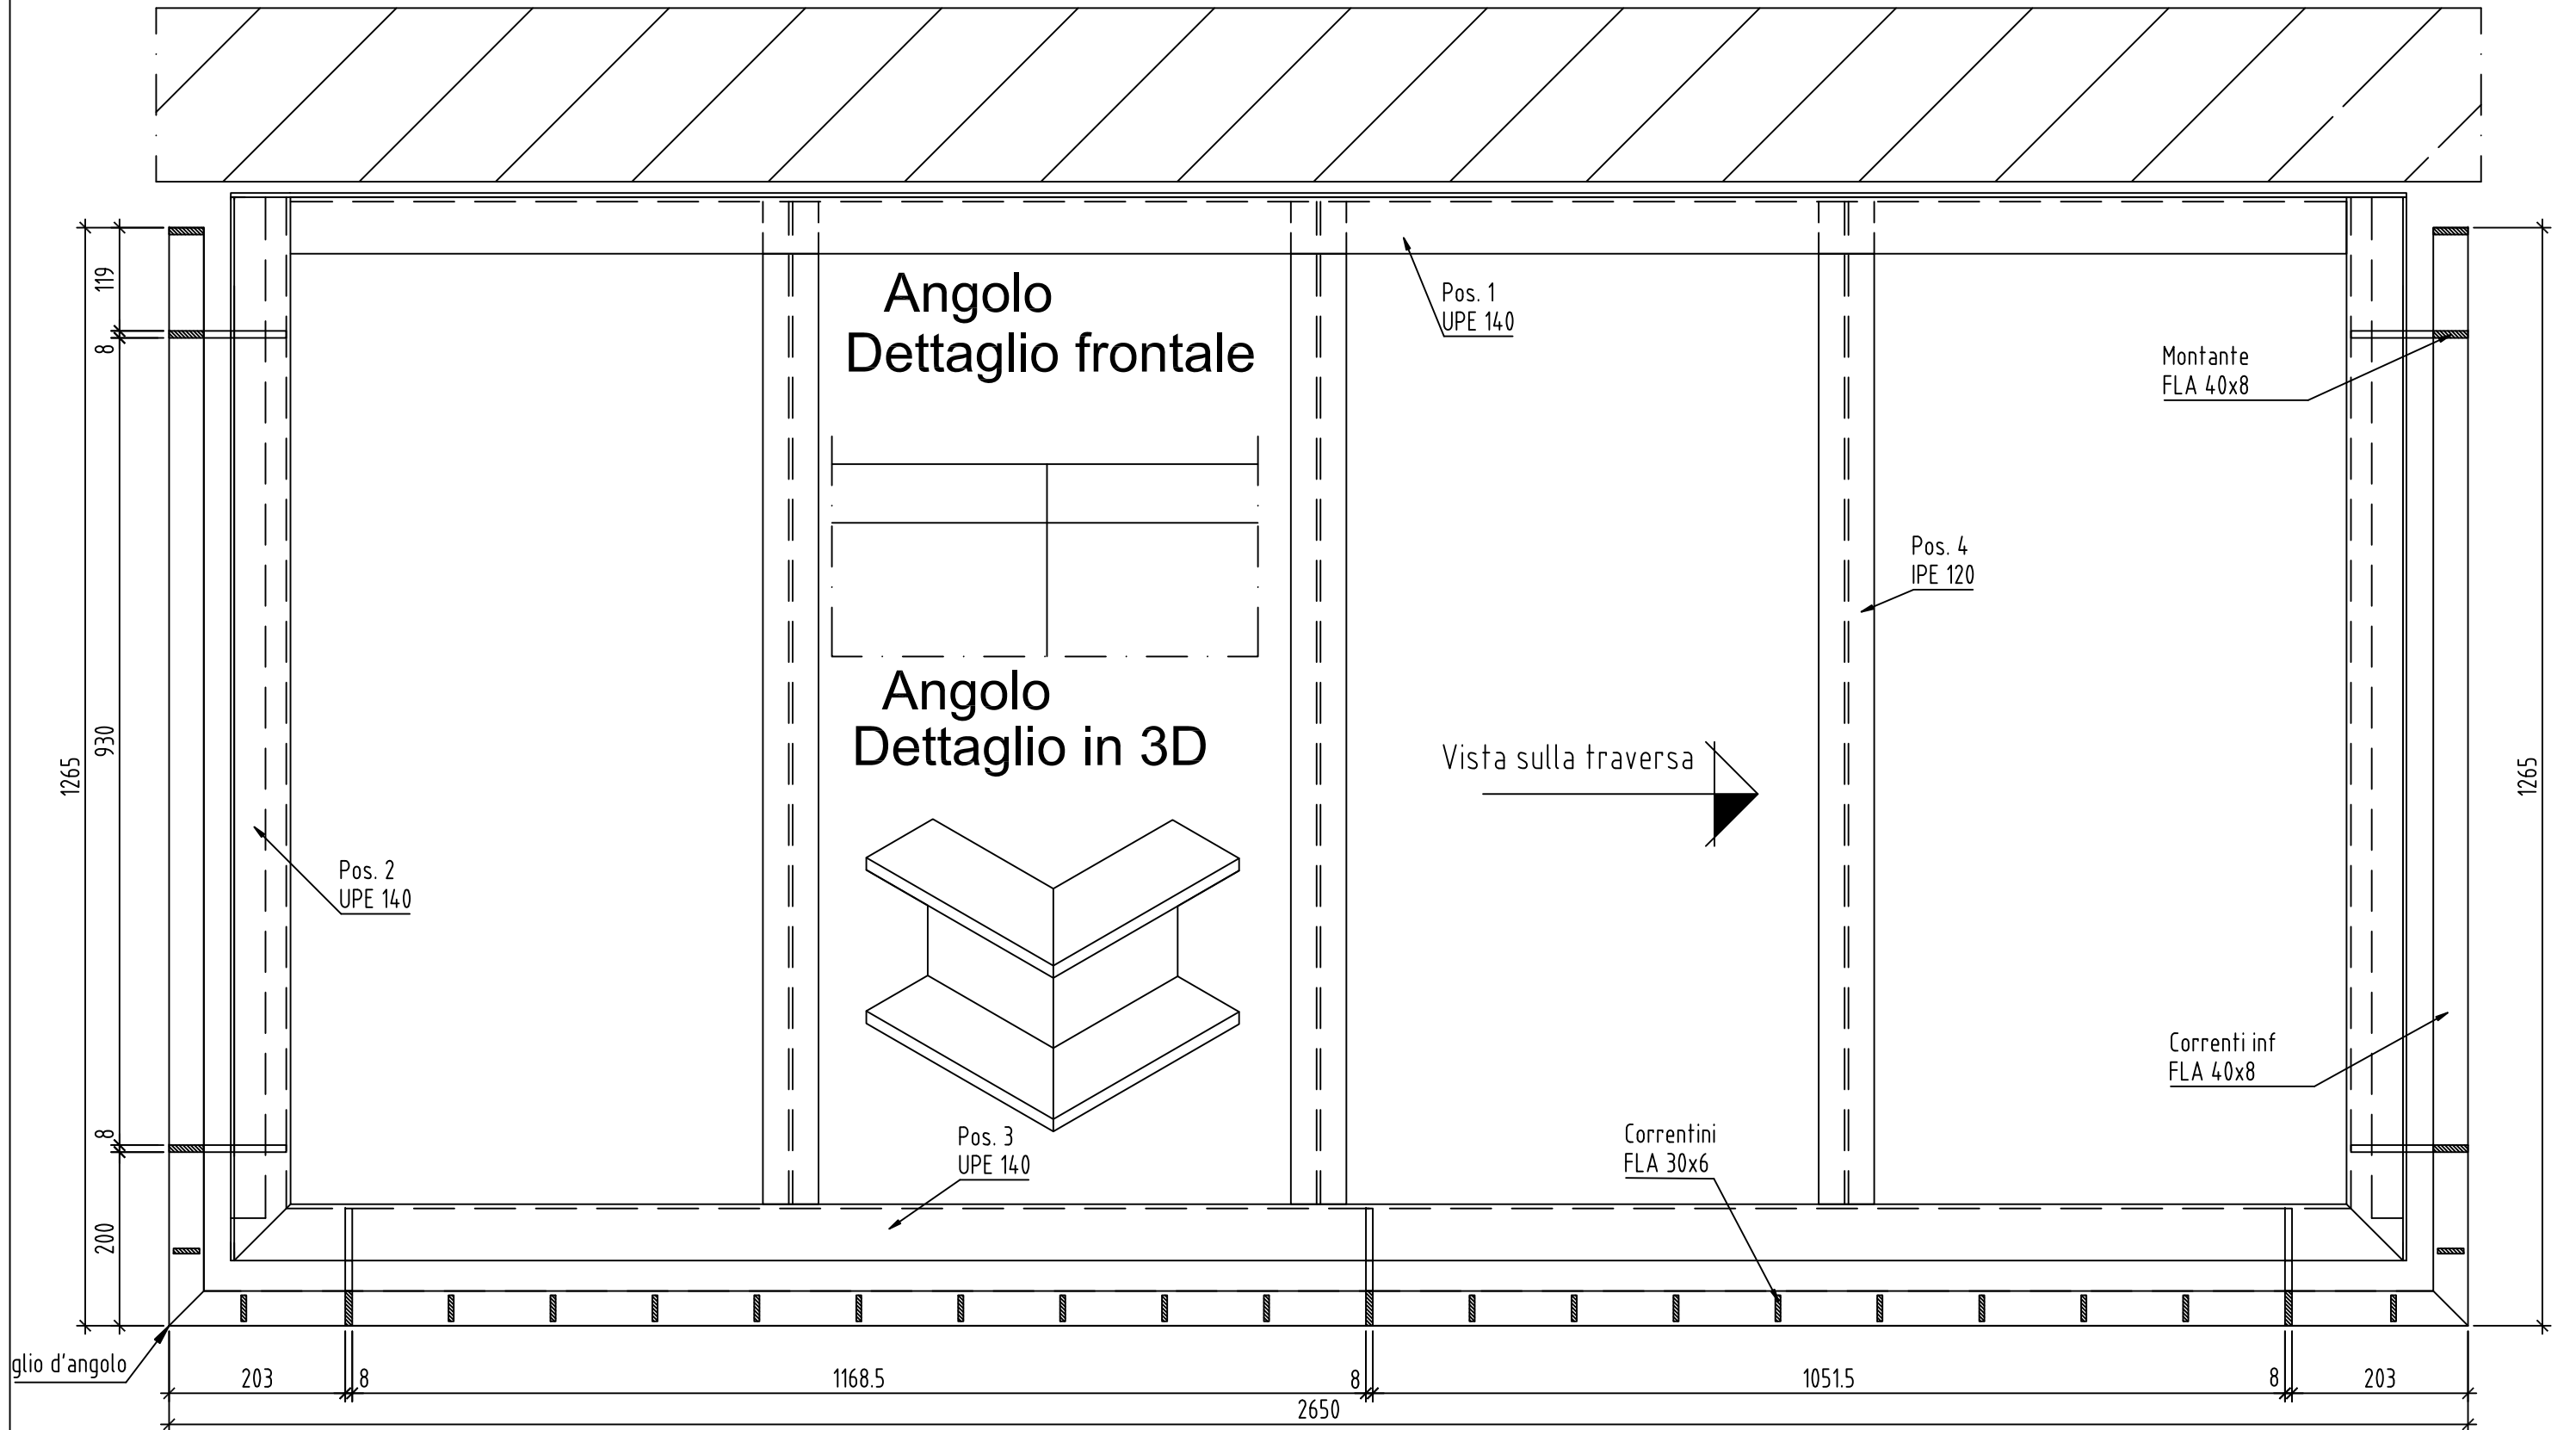 Angolo
Dettaglio frontale
Pos. 1
UPE 140
Montante
FLA 40x8
119
8
930
1265
8
200
Pos. 4
IPE 120
Angolo
Dettaglio in 3D
Vista sulla traversa
1265
Pos. 2
UPE 140
Correnti inf
FLA 40x8
Pos. 3
UPE 140
Correntini
FLA 30x6
glio d'angolo
203
8
1168.5
8
1051.5
8
203
2650